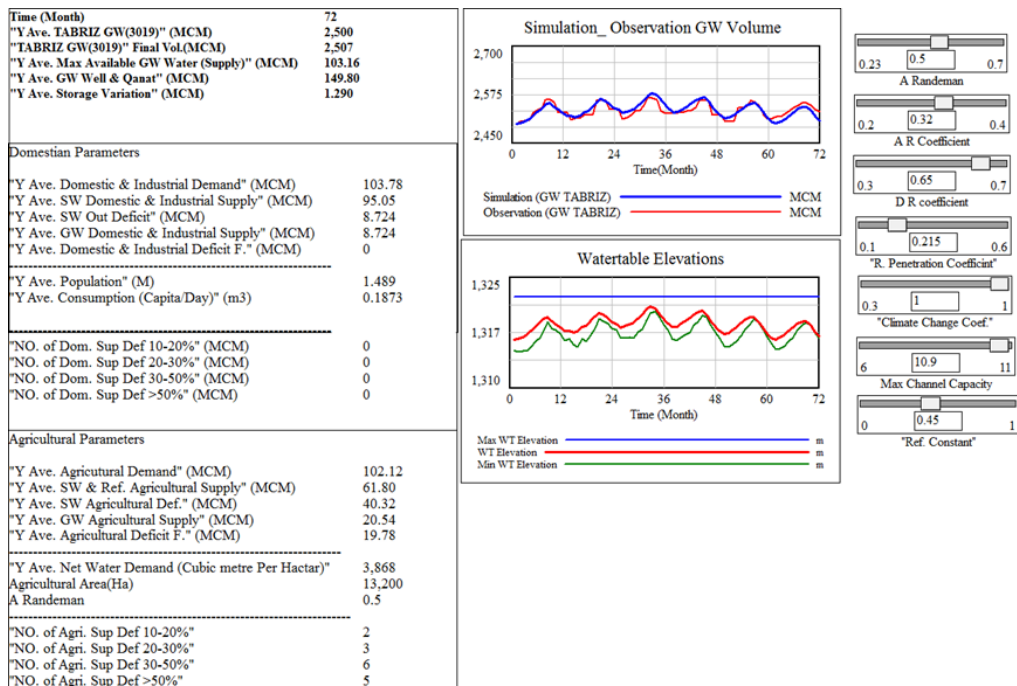 Time (Month) 72
"Y Ave. TABRIZ GW(3019)" (MCM) 2,500
"TABRIZ GW(3019)" Final Vol.(MCM) 2,507
"Y Ave. Max Available GW Water (Supply)" (MCM) 103.16
"Y Ave. GW Well & Qanat" (MCM) 149.80
"Y Ave. Storage Variation" (MCM) 1.290
Domestian Parameters
"Y Ave. Domestic & Industrial Demand" (MCM) 103.78
"Y Ave. SW Domestic & Industrial Supply" (MCM) 95.05
"Y Ave. SW Out Deficit" (MCM) 8.724
"Y Ave. GW Domestic & Industrial Supply" (MCM) 8.724
"Y Ave. Domestic & Industrial Deficit F." (MCM) 0
"Y Ave. Population" (M) 1.489
"Y Ave. Consumption (Capita/Day)" (m3) 0.1873
"NO. of Dom. Sup Def 10-20%" (MCM) 0
"NO. of Dom. Sup Def 20-30%" (MCM) 0
"NO. of Dom. Sup Def 30-50%" (MCM) 0
"NO. of Dom. Sup Def >50%" (MCM) 0
Agricultural Parameters
"Y Ave. Agricutural Demand" (MCM) 102.12
"Y Ave. SW & Ref. Agricultural Supply" (MCM) 61.80
"Y Ave. SW Agricultural Def." (MCM) 40.32
"Y Ave. GW Agricultural Supply" (MCM) 20.54
"Y Ave. Agricultural Deficit F." (MCM) 19.78
"Y Ave. Net Water Demand (Cubic metre Per Hactar)" 3,868
Agricultural Area(Ha) 13,200
A Randeman 0.5
"NO. of Agri. Sup Def 10-20%" 2
"NO. of Agri. Sup Def 20-30%" 3
"NO. of Agri. Sup Def 30-50%" 6
"NO. of Agri. Sup Def >50%" 5
Simulation_ Observation GW Volume
2,700
2,575
2,450
0 12 24 36 48 60 72
Time(Month)
Simulation (GW TABRIZ) MCM
Observation (GW TABRIZ) MCM
Watertable Elevations
1,325
1,317
1,310
0 12 24 36 48 60 72
Time (Month)
Max WT Elevation m
WT Elevation m
Min WT Elevation m
0.23 0.5 0.7
A Randeman
0.2 0.32 0.4
A R Coefficient
0.3 0.65 0.7
D R coefficient
0.1 0.215 0.6
"R. Penetration Coefficint"
0.3 1 1
"Climate Change Coef."
6 10.9 11
Max Channel Capacity
0 0.45 1
"Ref. Constant"